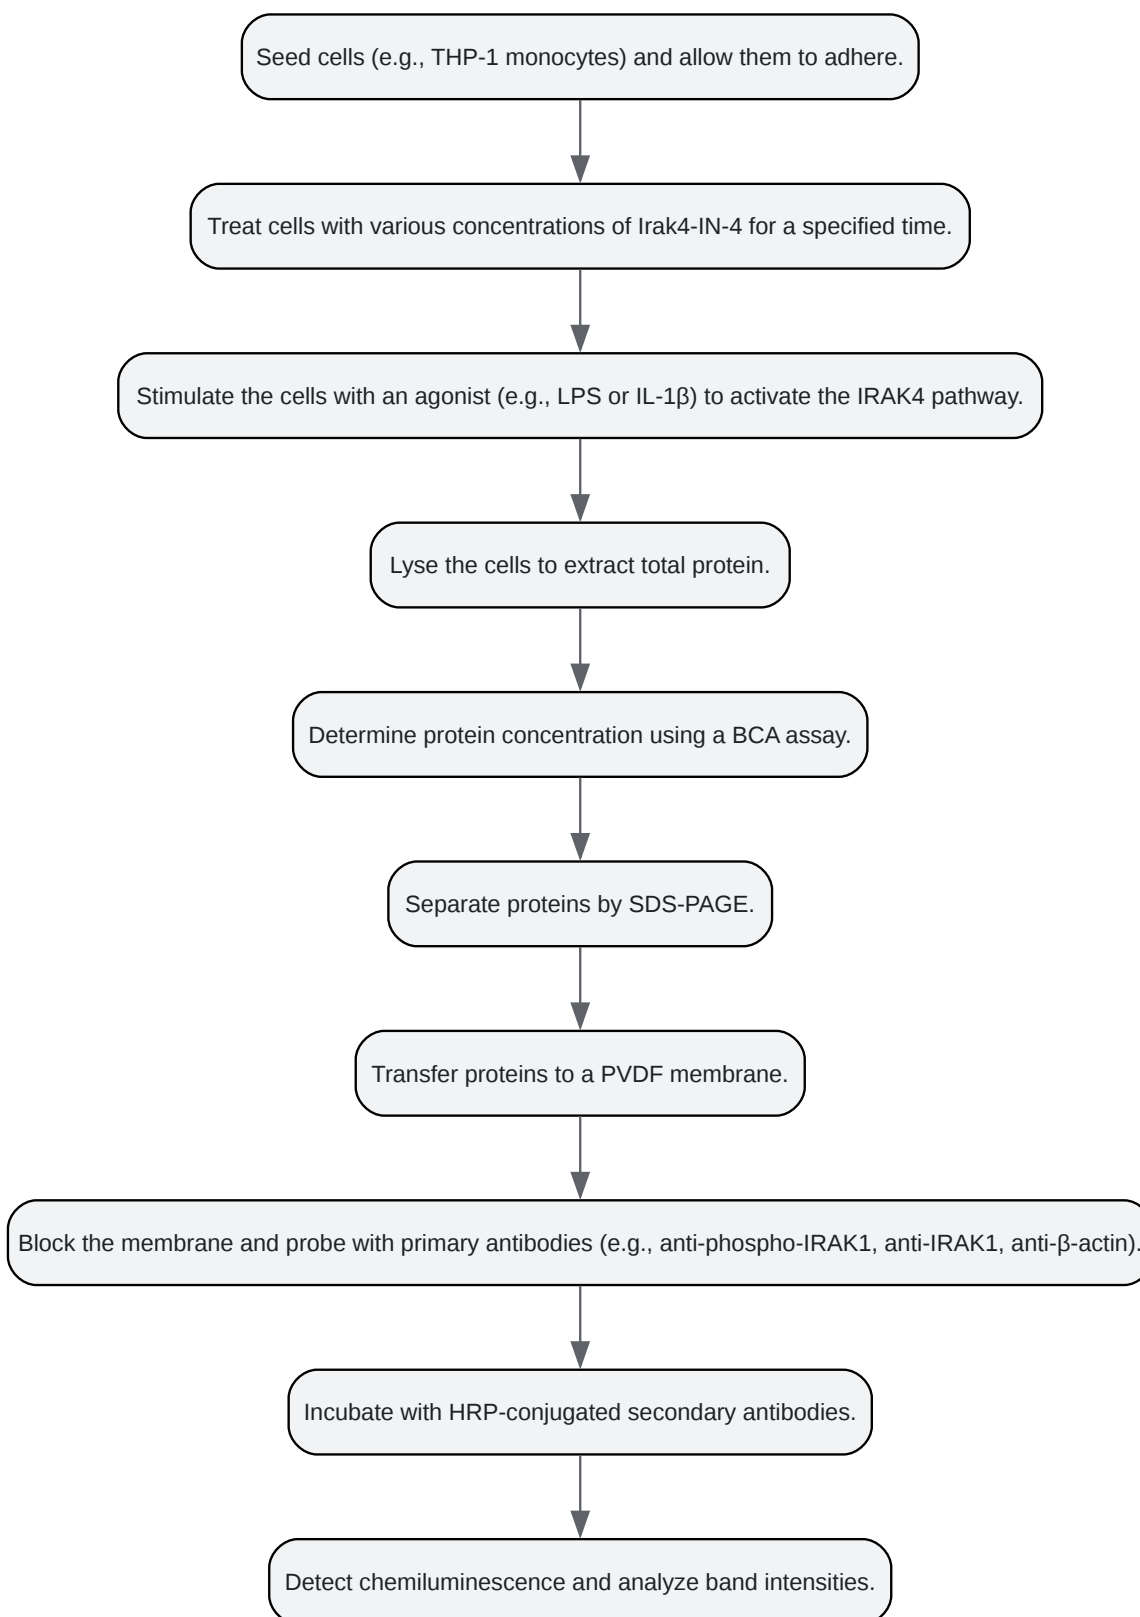 Seed cells (e.g., THP-1 monocytes) and allow them to adhere.
Treat cells with various concentrations of Irak4-IN-4 for a specified time.
Stimulate the cells with an agonist (e.g., LPS or IL-1β) to activate the IRAK4 pathway.
Lyse the cells to extract total protein.
Determine protein concentration using a BCA assay.
Separate proteins by SDS-PAGE.
Transfer proteins to a PVDF membrane.
Block the membrane and probe with primary antibodies (e.g., anti-phospho-IRAK1, anti-IRAK1, anti-β-actin).
Incubate with HRP-conjugated secondary antibodies.
Detect chemiluminescence and analyze band intensities.